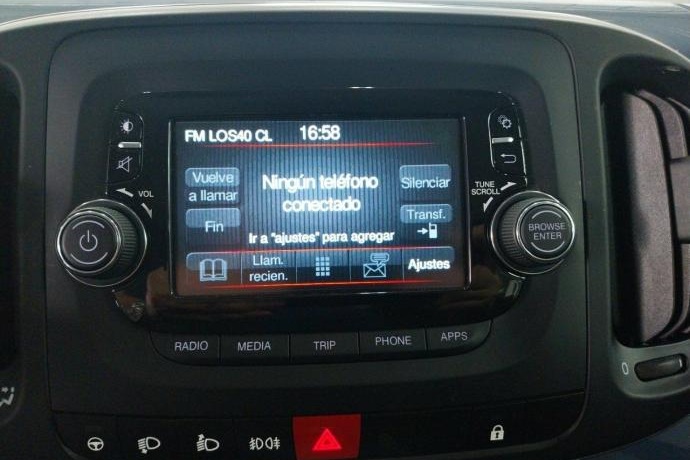 FM LOS40 CL 16:58
Vuelve
a llamar
Ningún teléfono
conectado
Silenciar
Fin
Transf.
Ir a "ajustes" para agregar
Llam.
recien.
Ajustes
VOL
TUNE
SCROLL
BROWSE
ENTER
RADIO MEDIA TRIP PHONE APPS
0